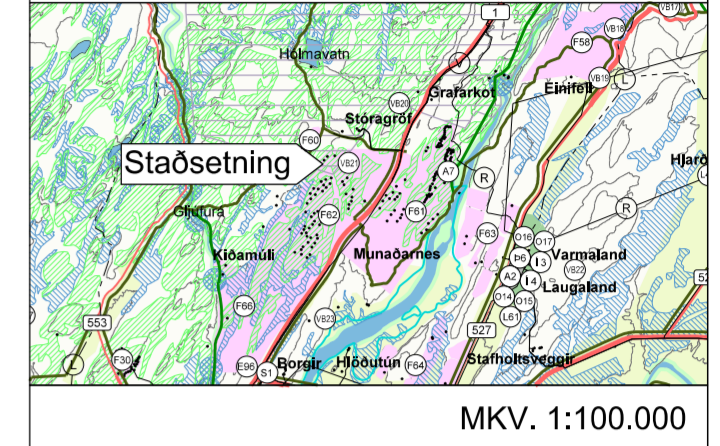 1
VB17
VB18
F58
Hólmavatn
V
VB19
L
Grafarkot
Einifell
VB20
Stóragröf
F60
Staðsetning
VB21
A7
R
Gljúfurá
F62
F61
R
F63
O16
O17
Kiðamúli
Munaðarnes
Þ6
I3
Varmaland
VB22
A2
I4
Laugaland
O14
O15
F66
L61
VB23
553
527
L
F30
E96
S1
Borgir
Hlöðutún
F64
Stafholtsveggir
MKV. 1:100.000